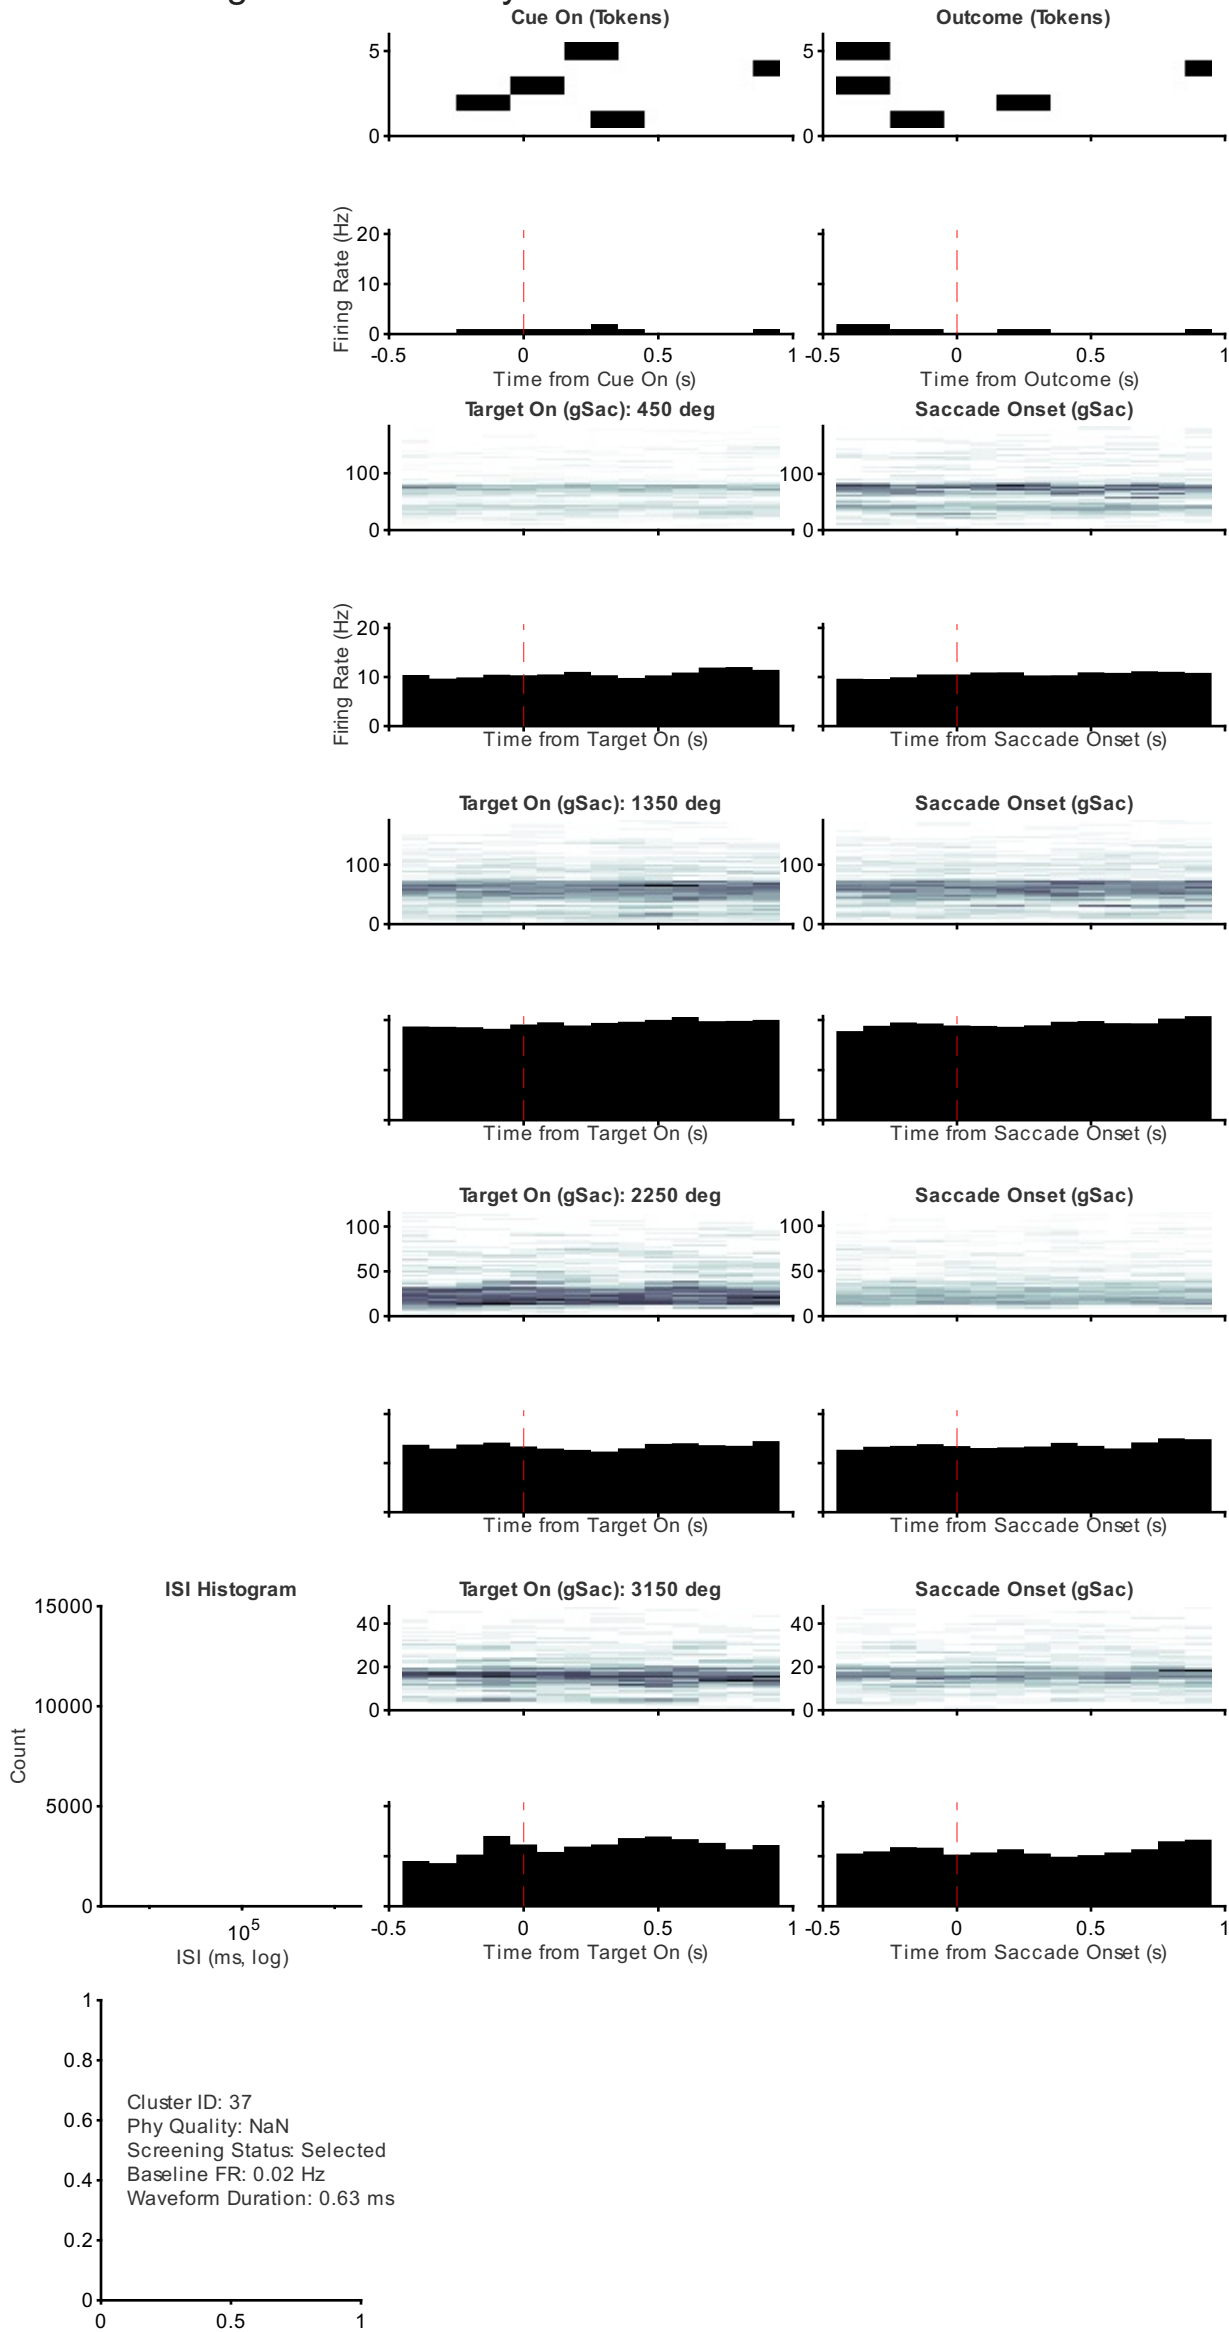 Cue On (Tokens)
Outcome (Tokens)
5
0
5
0
Firing Rate (Hz)
20
10
0
-0.5
0
0.5
1
-0.5
0
0.5
1
Time from Cue On (s)
Time from Outcome (s)
Target On (gSac): 450 deg
Saccade Onset (gSac)
100
0
100
0
Firing Rate (Hz)
20
10
0
Time from Target On (s)
Time from Saccade Onset (s)
Target On (gSac): 1350 deg
Saccade Onset (gSac)
100
0
100
0
Time from Target On (s)
Time from Saccade Onset (s)
Target On (gSac): 2250 deg
Saccade Onset (gSac)
100
50
0
100
50
0
Time from Target On (s)
Time from Saccade Onset (s)
ISI Histogram
Target On (gSac): 3150 deg
Saccade Onset (gSac)
15000
10000
5000
0
Count
10^5
ISI (ms, log)
40
20
0
40
20
0
-0.5
0
0.5
1
-0.5
0
0.5
1
Time from Target On (s)
Time from Saccade Onset (s)
1
0.8
0.6
0.4
0.2
0
0
0.5
1
Cluster ID: 37
Phy Quality: NaN
Screening Status: Selected
Baseline FR: 0.02 Hz
Waveform Duration: 0.63 ms